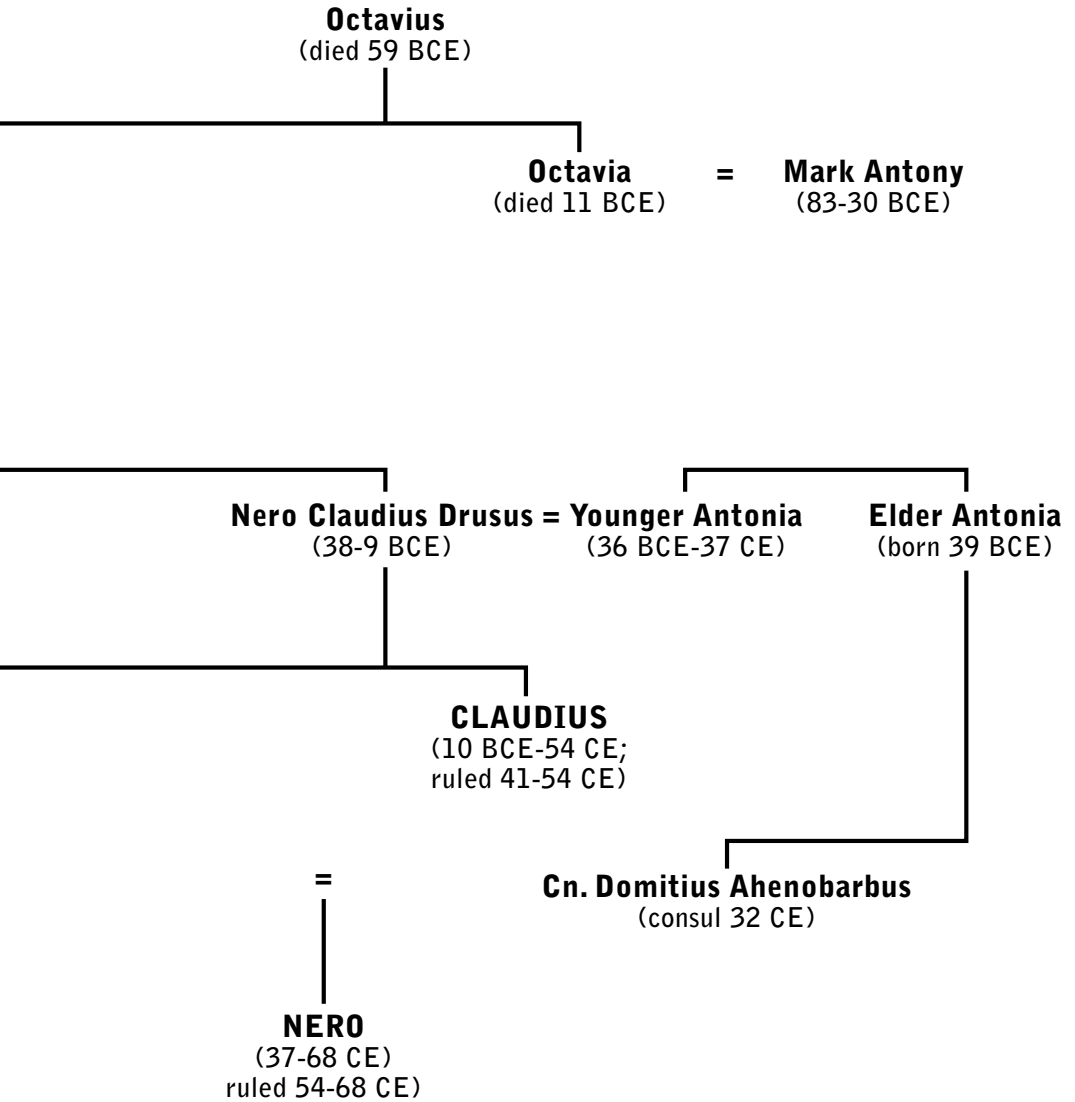 Octavius
(died 59 BCE)
Octavia = Mark Antony
(died 11 BCE) (83-30 BCE)
Nero Claudius Drusus = Younger Antonia Elder Antonia
(38-9 BCE) (36 BCE-37 CE) (born 39 BCE)
CLAUDIUS
(10 BCE-54 CE;
ruled 41-54 CE)
= Cn. Domitius Ahenobarbus
(consul 32 CE)
NERO
(37-68 CE)
ruled 54-68 CE)